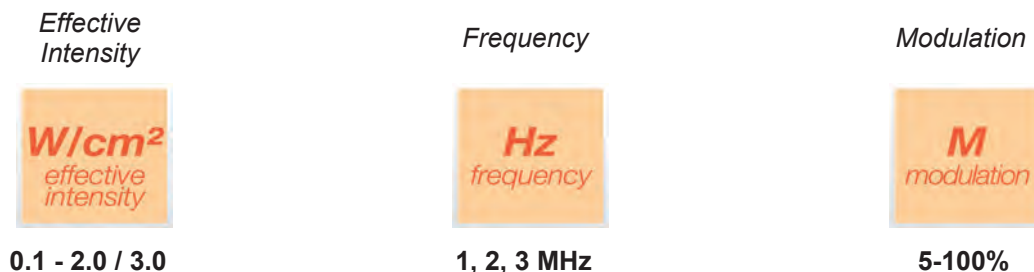 Effective
Intensity
Frequency
Modulation
W/cm²
effective
intensity
Hz
frequency
M
modulation
0.1 - 2.0 / 3.0
1, 2, 3 MHz
5-100%